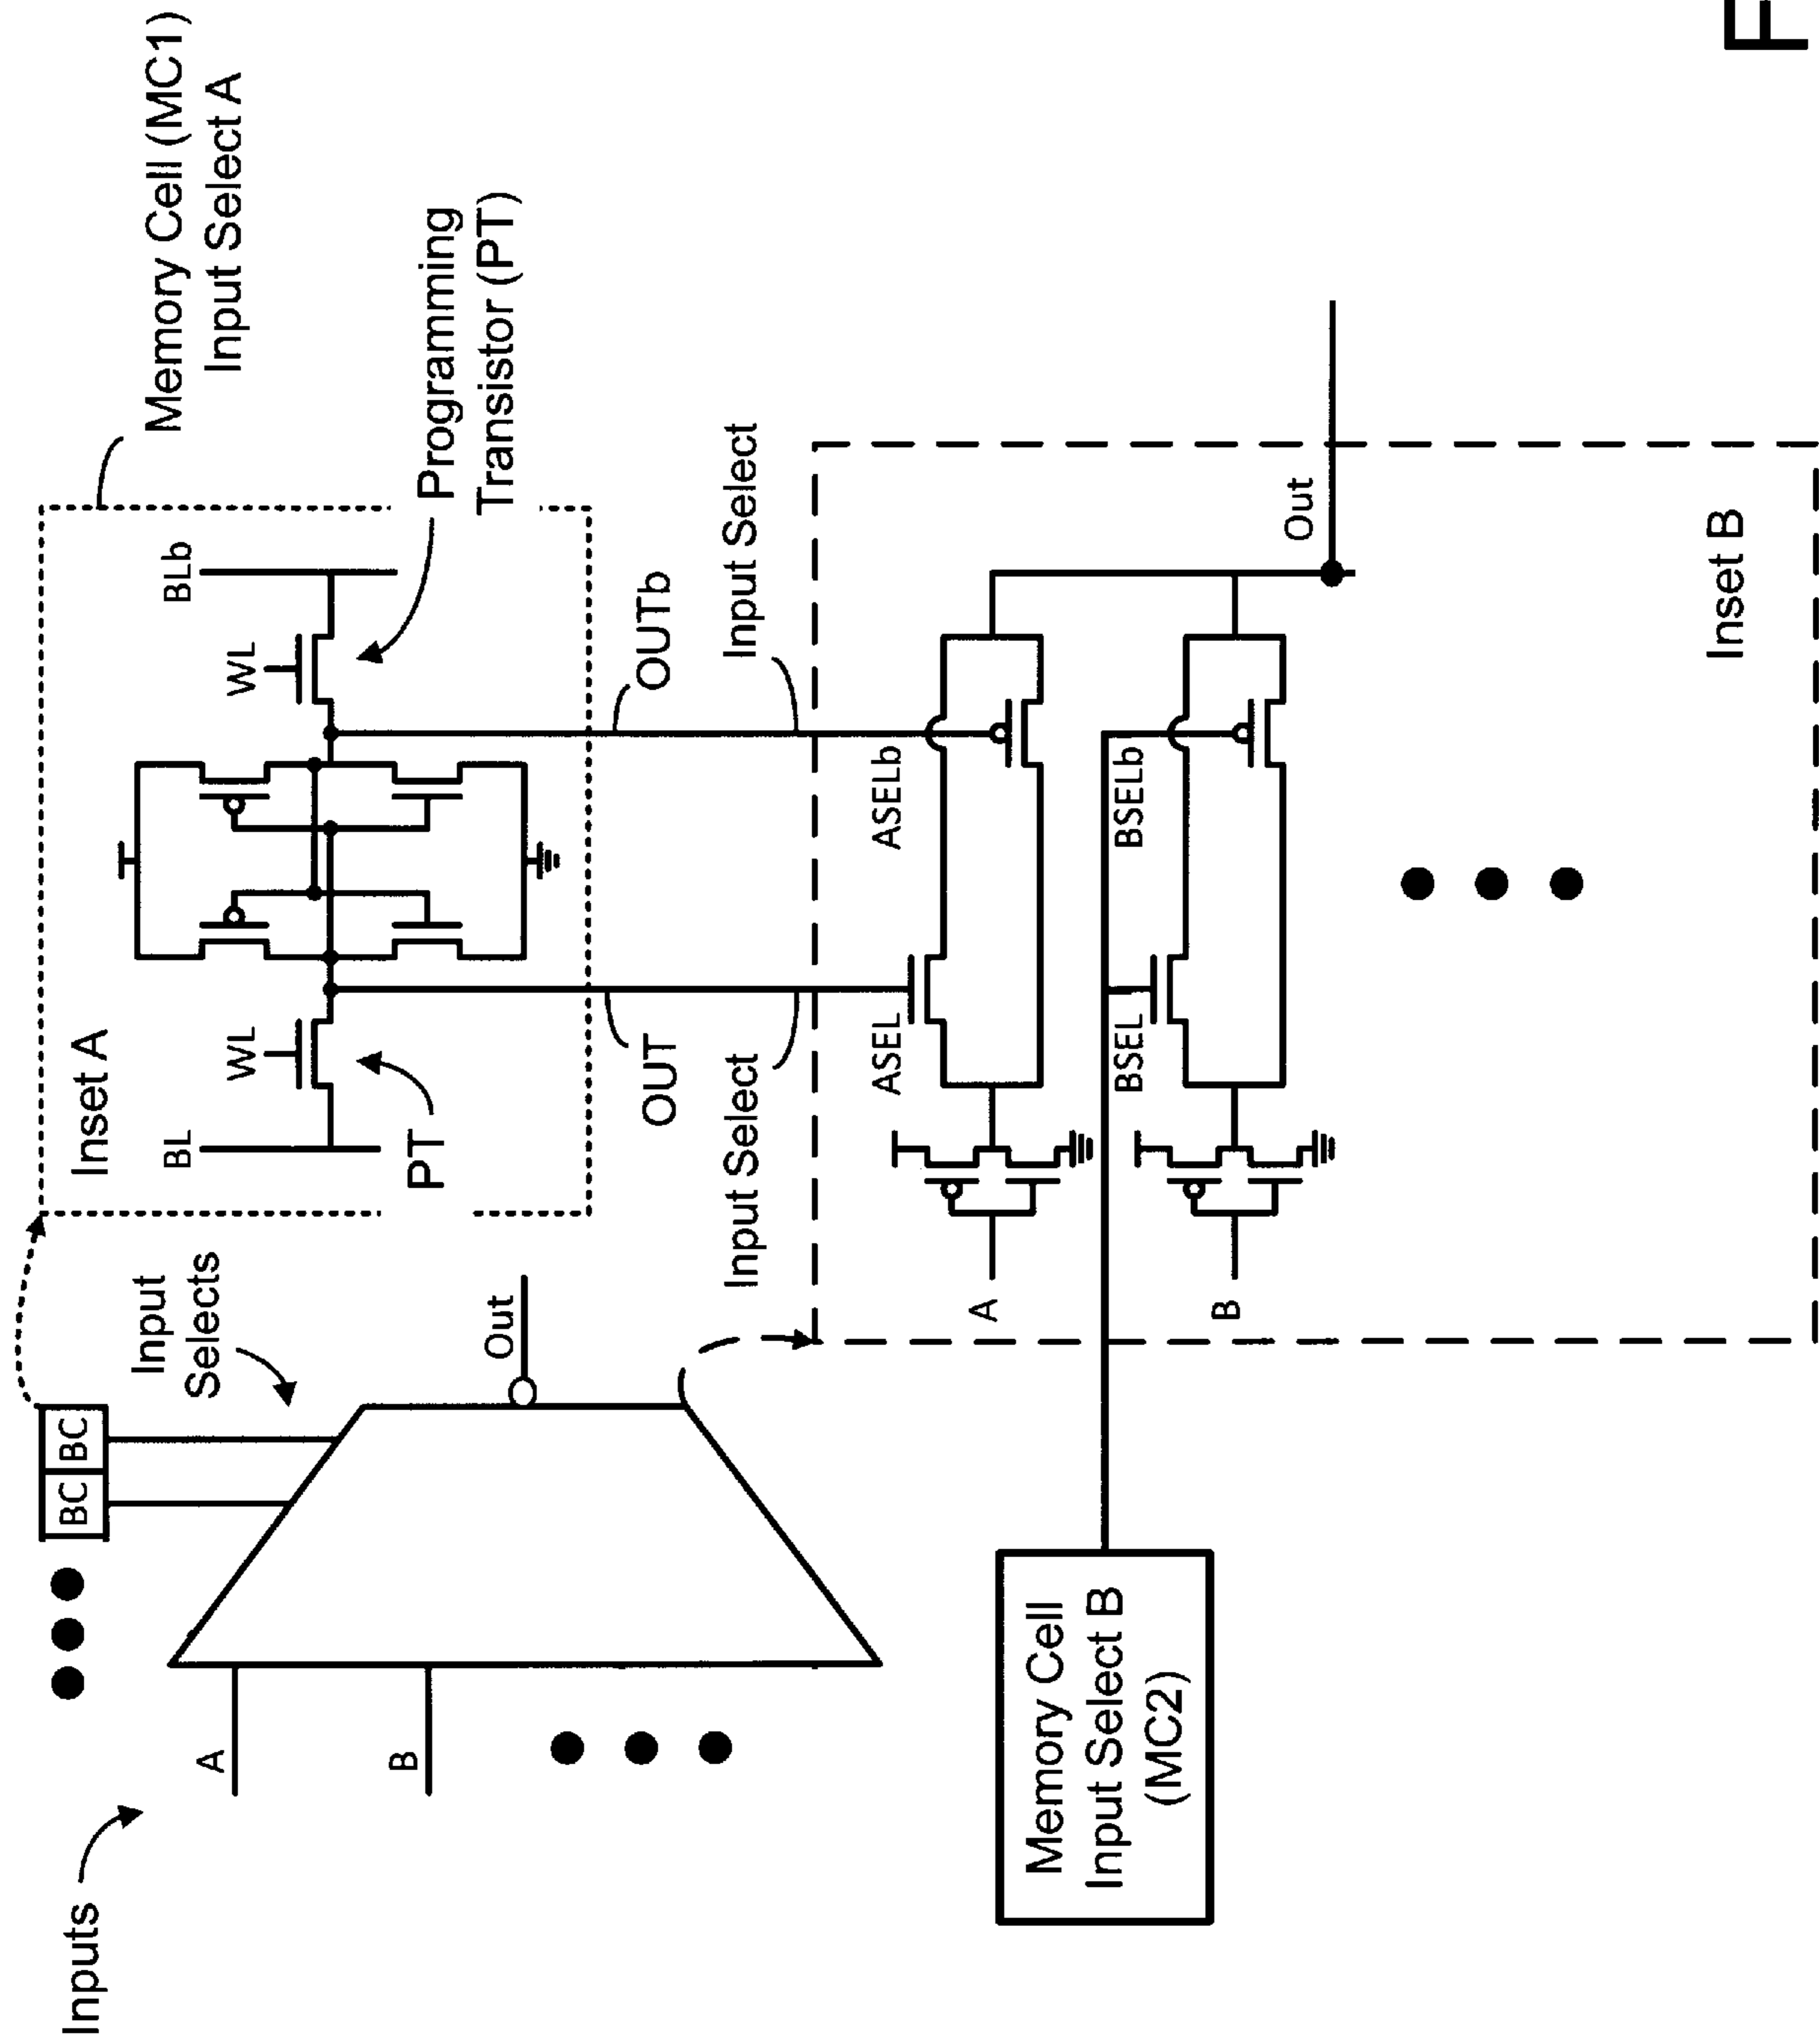 Inputs
A
B
BC
BC
Input
Selects
Out
Inset A
BL
WL
PT
WL
BLb
Memory Cell (MC1)
Input Select A
Programming
Transistor (PT)
OUT
OUTb
Input Select
Input Select
ASEL
ASELb
A
BSEL
BSELb
B
Out
Inset B
Memory Cell
Input Select B
(MC2)
F